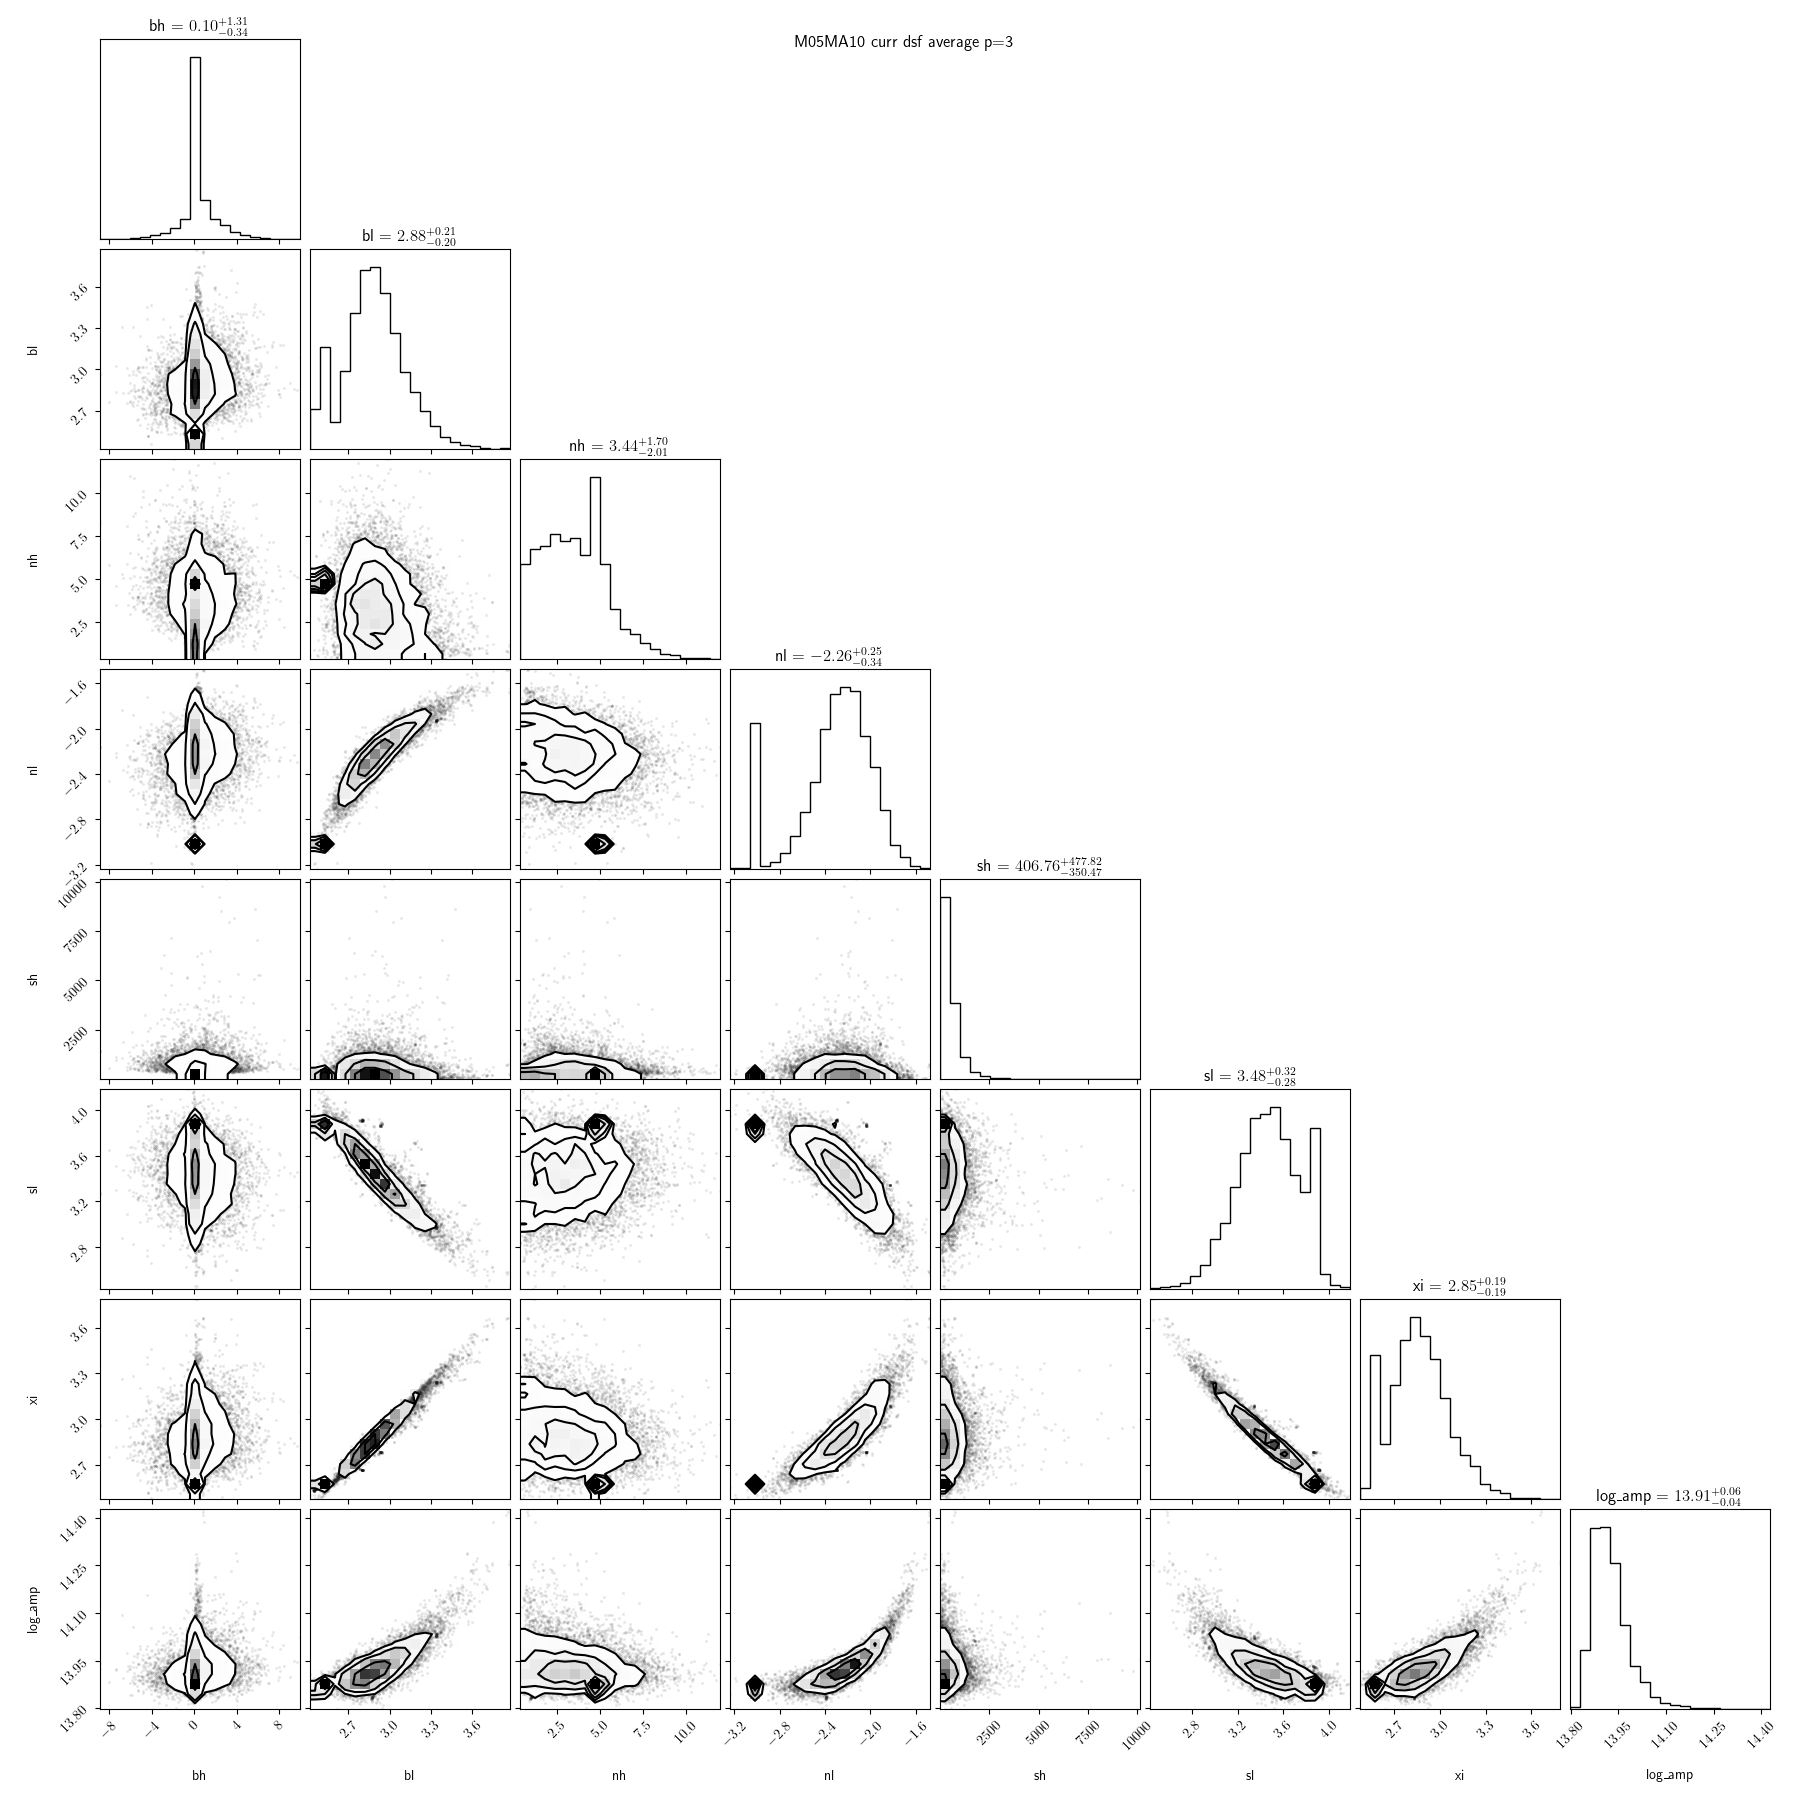 bh = 0.10^{+1.31}_{-0.34}
M05MA10 curr dsf average p=3
bl = 2.88^{+0.21}_{-0.20}
bl
3.6
3.3
3.0
2.7
nh = 3.44^{+1.70}_{-2.01}
nh
10.0
7.5
5.0
2.5
nl = −2.26^{+0.25}_{-0.34}
nl
−1.6
−2.0
−2.4
−2.8
−3.2
sh = 406.76^{+477.82}_{-350.47}
sh
10000
7500
5000
2500
sl = 3.48^{+0.32}_{-0.28}
sl
4.0
3.6
3.2
2.8
xi = 2.85^{+0.19}_{-0.19}
xi
3.6
3.3
3.0
2.7
log_amp = 13.91^{+0.06}_{-0.04}
log_amp
14.40
14.25
14.10
13.95
13.80
−8 −4 0 4 8
2.7 3.0 3.3 3.6
2.5 5.0 7.5 10.0
−3.2 −2.8 −2.4 −2.0 −1.6
2500 5000 7500 10000
2.8 3.2 3.6 4.0
2.7 3.0 3.3 3.6
13.80 13.95 14.10 14.25 14.40
bh bl nh nl sh sl xi log_amp